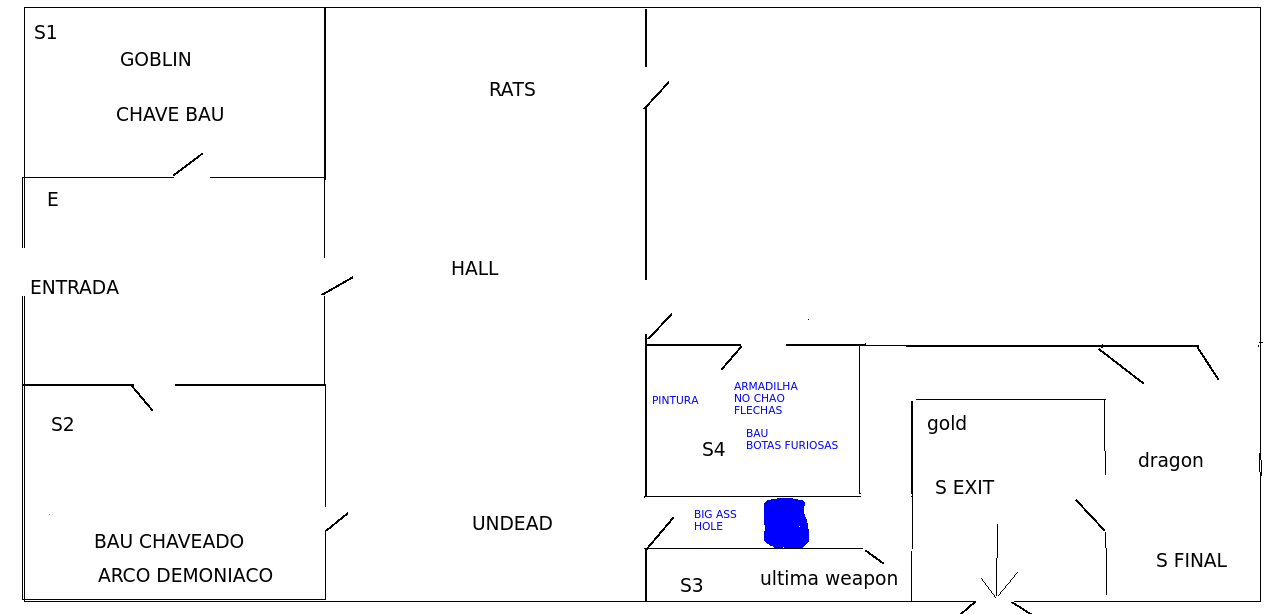 S1
GOBLIN
CHAVE BAU
RATS
E
ENTRADA
HALL
S2
BAU CHAVEADO
ARCO DEMONIACO
UNDEAD
PINTURA
ARMADILHA
NO CHAO
FLECHAS
BAU
BOTAS FURIOSAS
S4
BIG ASS
HOLE
S3
ultima weapon
gold
S EXIT
dragon
S FINAL